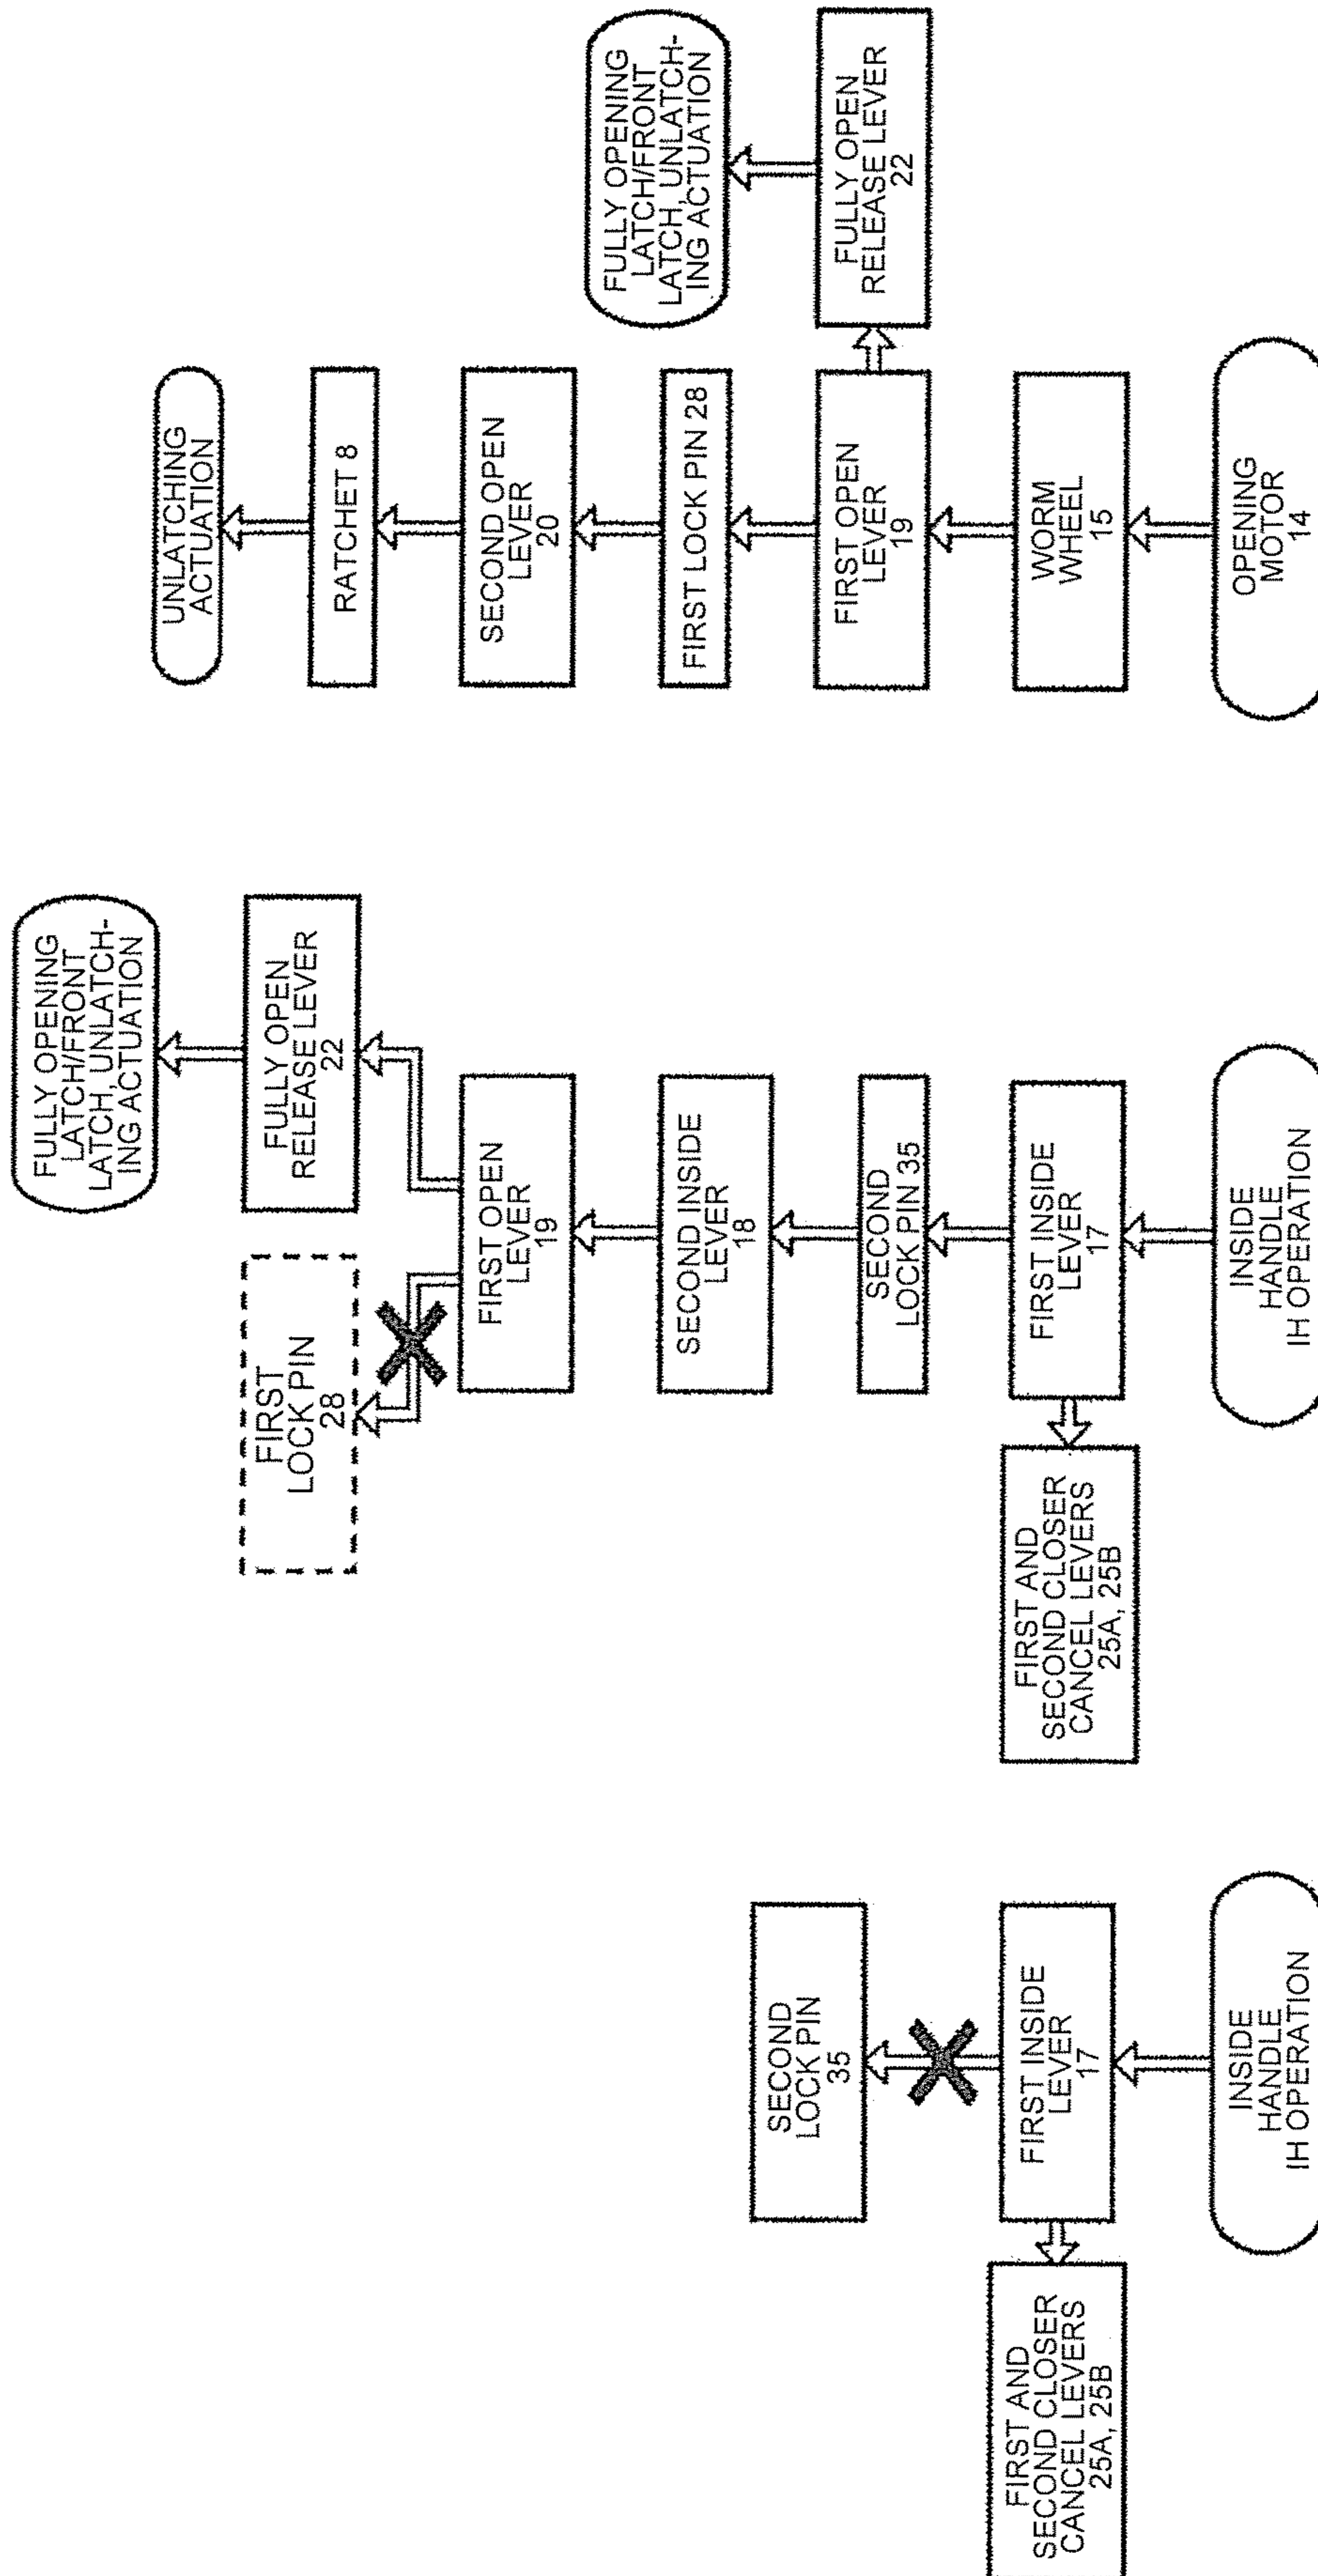 UNLATCHING
ACTUATION
RATCHET 8
SECOND OPEN
LEVER
20
FIRST LOCK PIN 28
FIRST OPEN
LEVER
19
WORM
WHEEL
15
OPENING
MOTOR
14
FULLY OPENING
LATCH/FRONT
LATCH, UNLATCH-
ING ACTUATION
FULLY OPEN
RELEASE LEVER
22
FULLY OPENING
LATCH/FRONT
LATCH, UNLATCH-
ING ACTUATION
FULLY OPEN
RELEASE LEVER
22
FIRST
LOCK PIN
28
FIRST OPEN
LEVER
19
SECOND INSIDE
LEVER
18
SECOND
LOCK PIN 35
FIRST INSIDE
LEVER
17
FIRST AND
SECOND CLOSER
CANCEL LEVERS
25A, 25B
INSIDE
HANDLE
IH OPERATION
SECOND
LOCK PIN
35
FIRST INSIDE
LEVER
17
FIRST AND
SECOND CLOSER
CANCEL LEVERS
25A, 25B
INSIDE
HANDLE
IH OPERATION